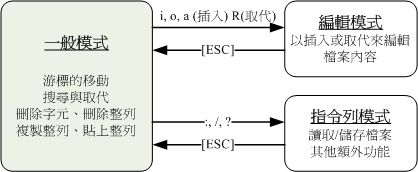 一般模式
游標的移動
搜尋與取代
刪除字元、刪除整列
複製整列、貼上整列
i, o, a (插入) R(取代)
[ESC]
編輯模式
以插入或取代來編輯
檔案內容
:, /, ?
[ESC]
指令列模式
讀取/儲存檔案
其他額外功能